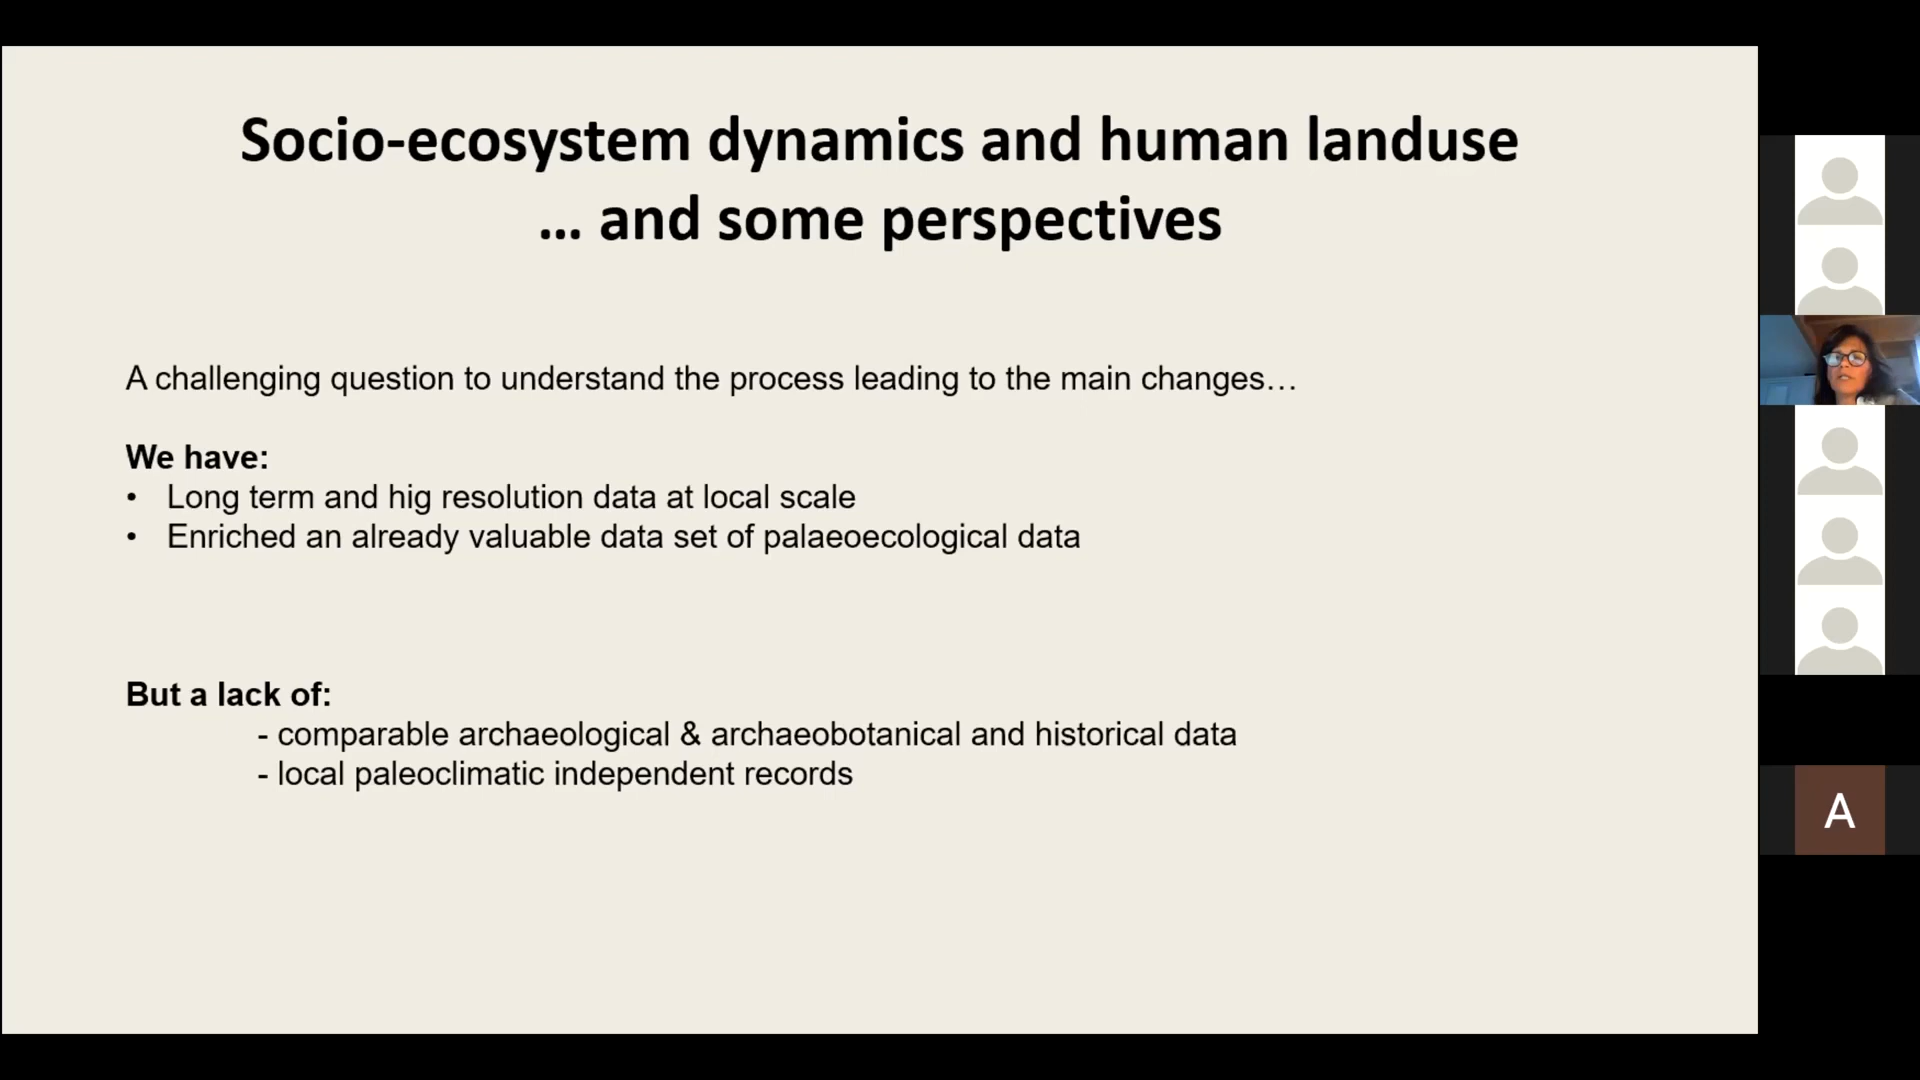 Socio-ecosystem dynamics and human landuse
... and some perspectives
A challenging question to understand the process leading to the main changes…
We have:
• Long term and hig resolution data at local scale
• Enriched an already valuable data set of palaeoecological data
But a lack of:
- comparable archaeological & archaeobotanical and historical data
- local paleoclimatic independent records
A